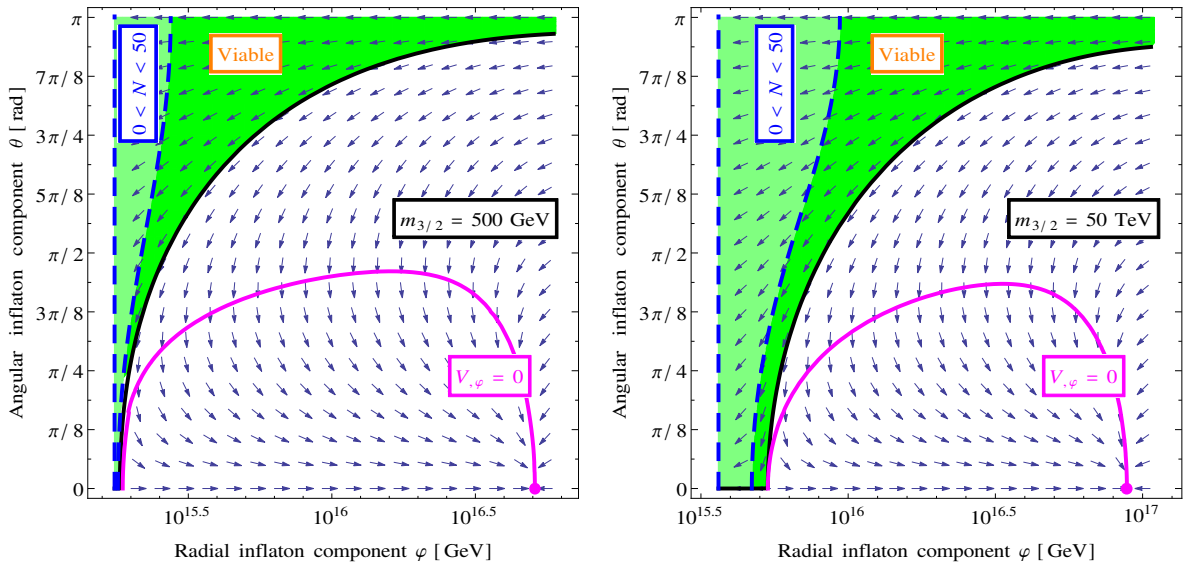 π
7π/8
3π/4
5π/8
π/2
3π/8
π/4
π/8
0
Angular inflaton component θ [rad]
0 < N < 50
Viable
m3/2 = 500 GeV
V,φ = 0
10^15.5
10^16
10^16.5
Radial inflaton component φ [GeV]
π
7π/8
3π/4
5π/8
π/2
3π/8
π/4
π/8
0
Angular inflaton component θ [rad]
0 < N < 50
Viable
m3/2 = 50 TeV
V,φ = 0
10^15.5
10^16
10^16.5
10^17
Radial inflaton component φ [GeV]